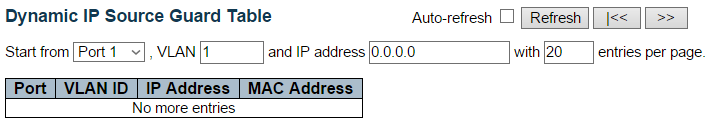 Dynamic IP Source Guard Table
Auto-refresh Refresh |<< >>
Start from Port 1 , VLAN 1 and IP address 0.0.0.0 with 20 entries per page.
Port VLAN ID IP Address MAC Address
No more entries